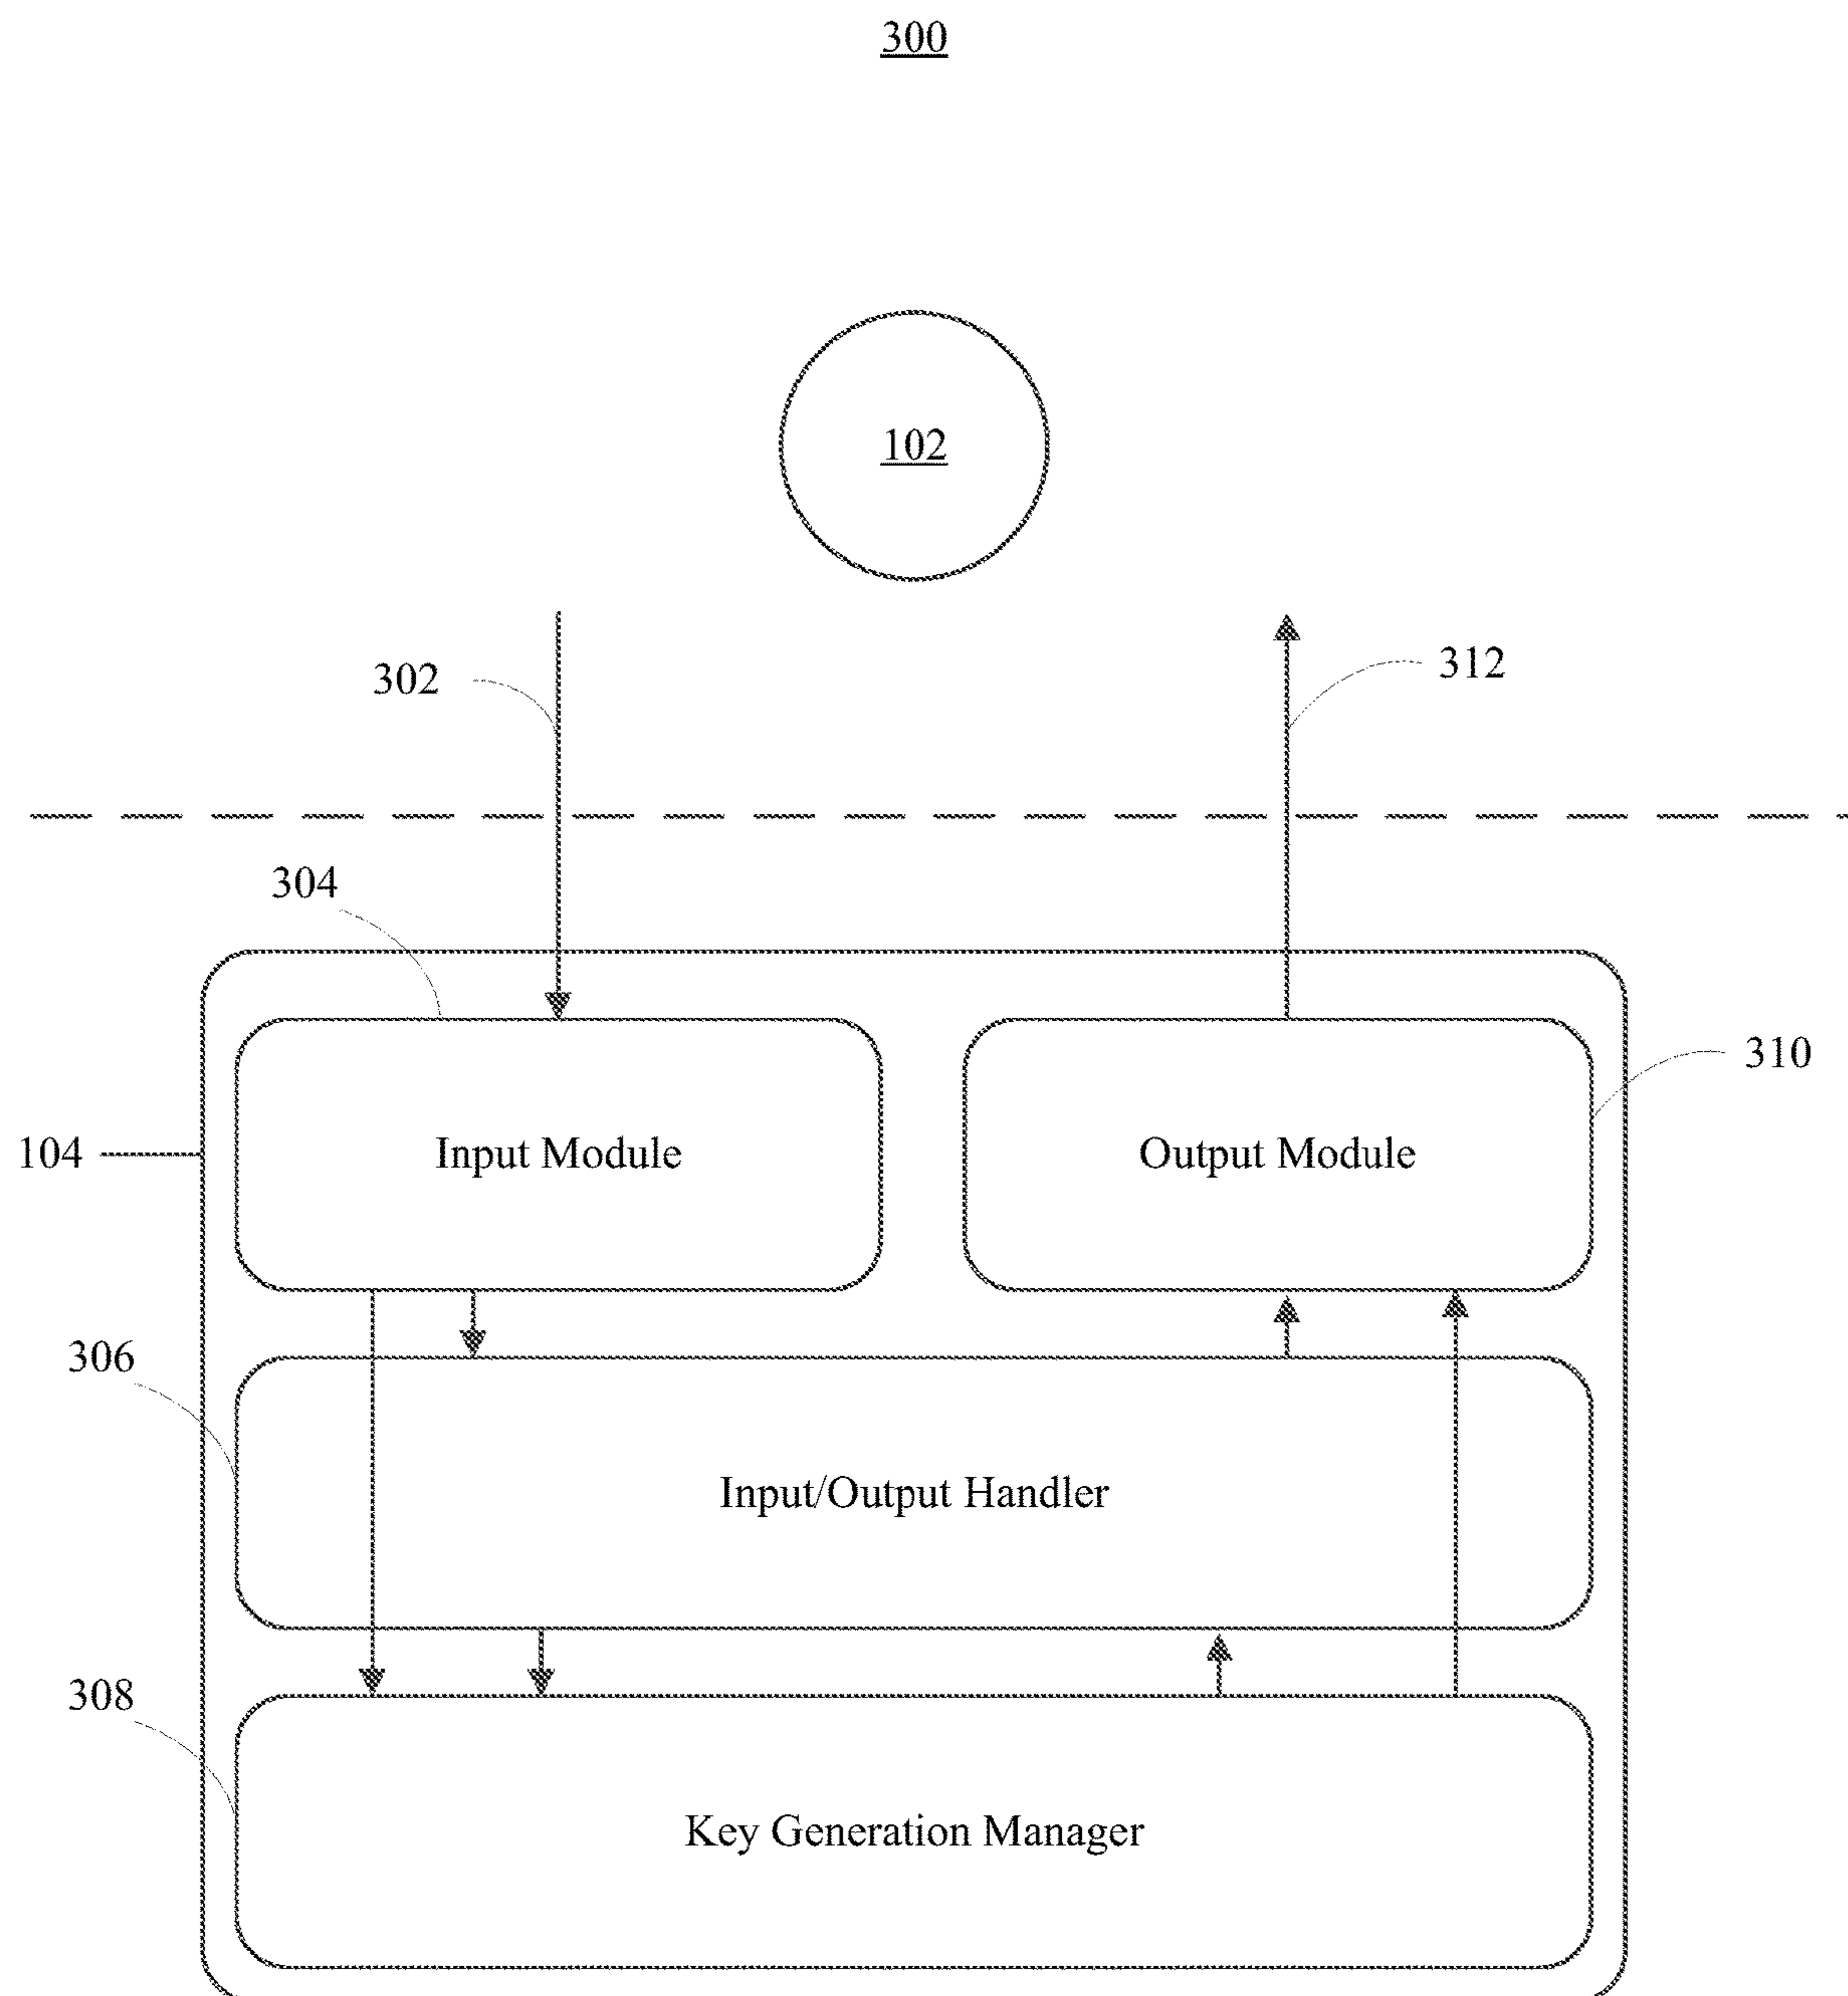 300
102
302
312
304
310
104
Input Module
Output Module
306
Input/Output Handler
308
Key Generation Manager